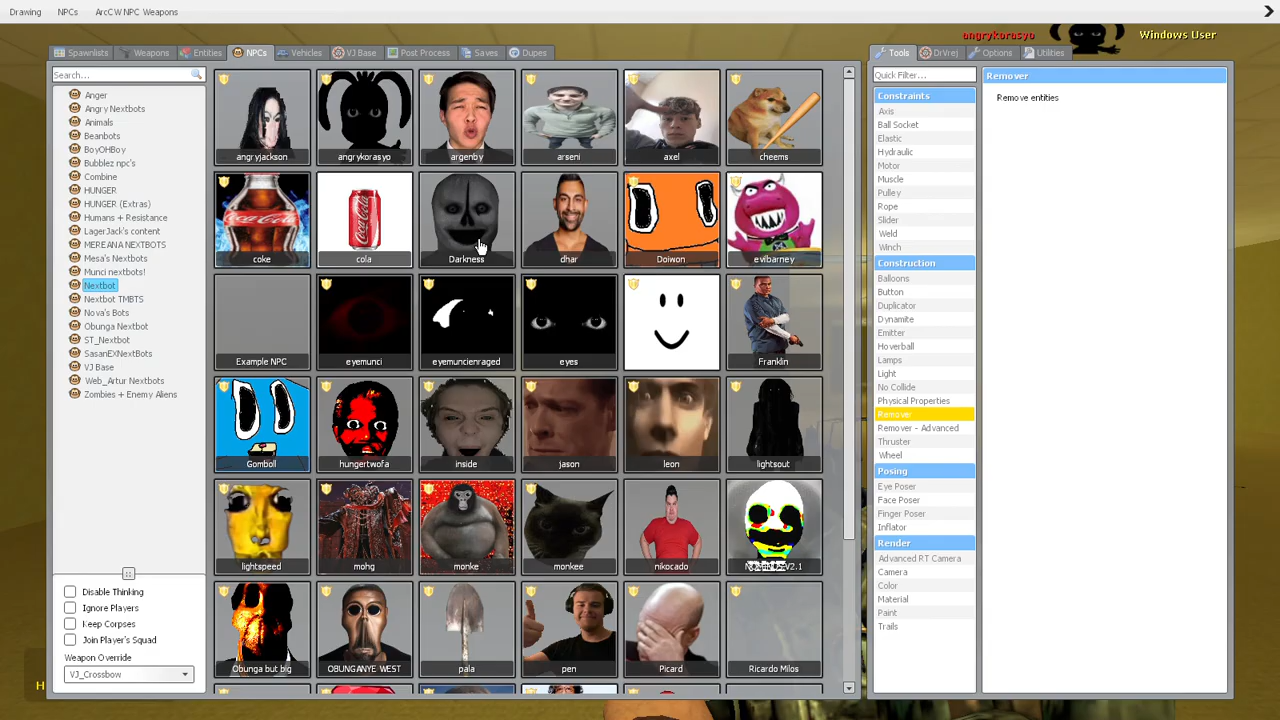 Drawing NPCs ArcCW NPC Weapons
angrykorasyo Windows User
Spawnlists Weapons Entities NPCs Vehicles VJ Base Post Process Saves Dupes
Search...
Anger
Angry Nextbots
Animals
Beanbots
BoyOHBoy
Bubblez npc's
Combine
HUNGER
HUNGER (Extras)
Humans + Resistance
LagerJack's content
MEREANA NEXTBOTS
Mesa's Nextbots
Munci nextbots!
Nextbot
Nextbot TMBTS
Nova's Bots
Obunga Nextbot
ST_Nextbot
SasanEXNextBots
VJ Base
Web_Artur Nextbots
Zombies + Enemy Aliens
Disable Thinking
Ignore Players
Keep Corpses
Join Player's Squad
Weapon Override
VJ_Crossbow
angryjackson angrykorasyo argenby arseni axel cheems
Coca-Cola
coke cola Darkness dhar Doiwon evilbarney
Example NPC eyemunci eyemuncienraged eyes Franklin
Gomboll hungertwofa inside jason leon lightsout
lightspeed mohg monke monkee nikocado
Obunga but big OBUNGANYE WEST pala pen Picard Ricardo Milos
Tools DrVrej Options Utilities
Quick Filter...
Constraints
Axis
Ball Socket
Elastic
Hydraulic
Motor
Muscle
Pulley
Rope
Slider
Weld
Winch
Construction
Balloons
Button
Duplicator
Dynamite
Emitter
Hoverball
Lamps
Light
No Collide
Physical Properties
Remover
Remover - Advanced
Thruster
Wheel
Posing
Eye Poser
Face Poser
Finger Poser
Inflator
Render
Advanced RT Camera
Camera
Color
Material
Paint
Trails
Remover
Remove entities
H